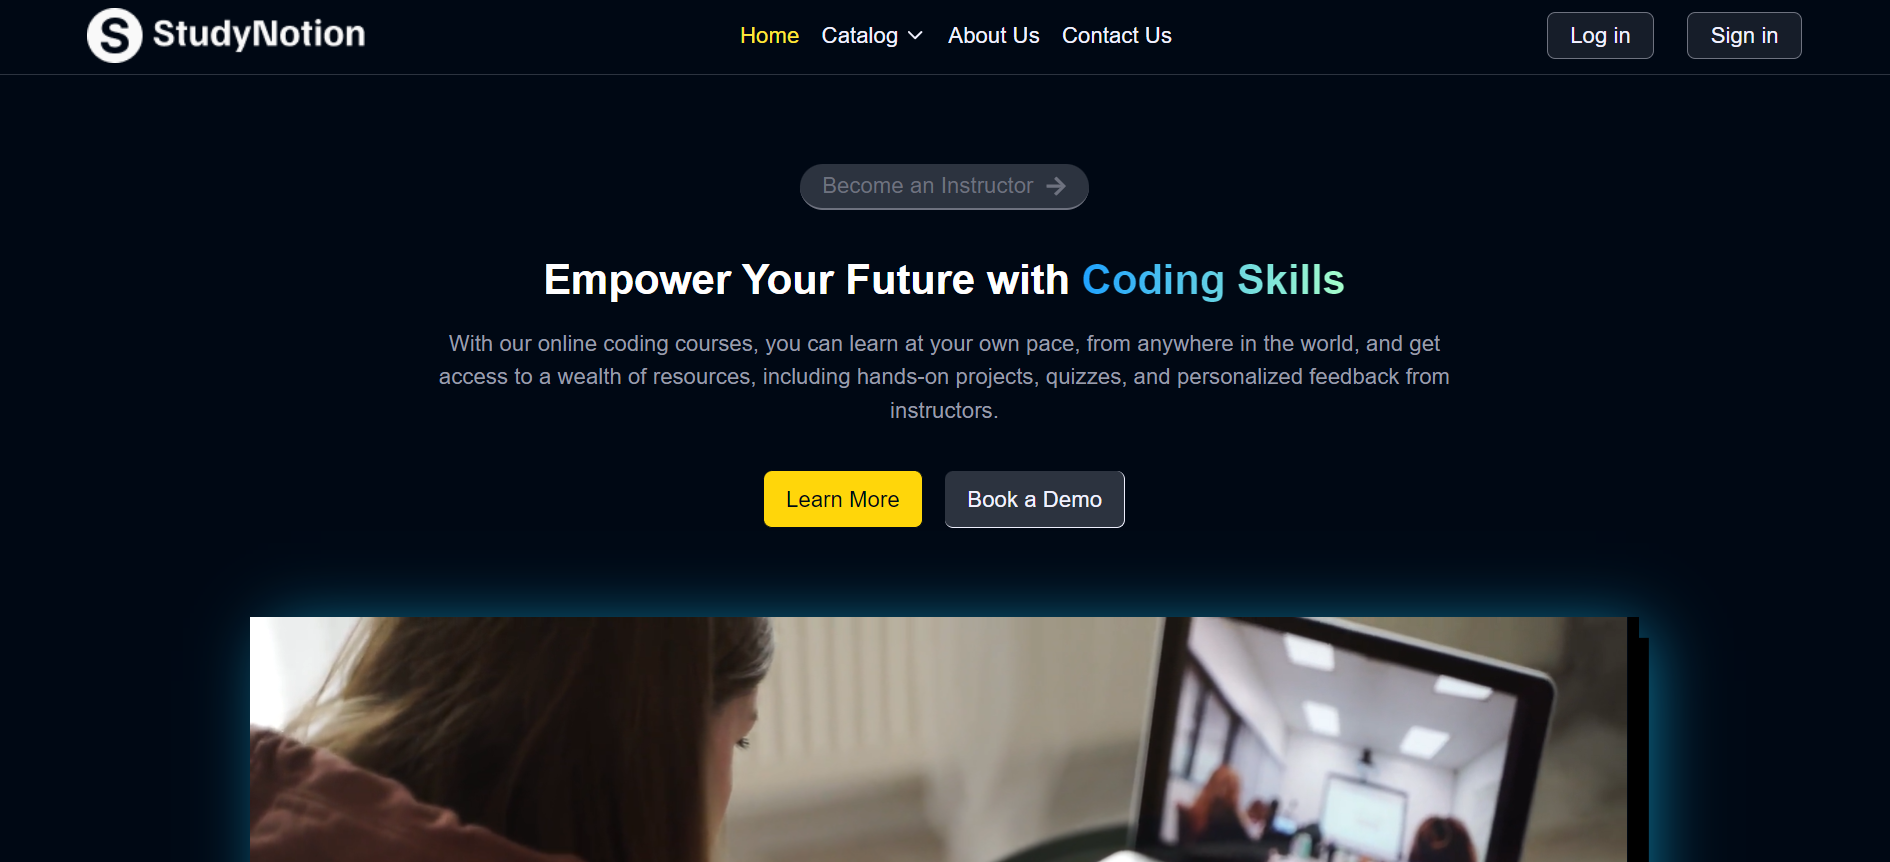 S StudyNotion
Home Catalog About Us Contact Us
Log in Sign in
Become an Instructor
Empower Your Future with Coding Skills
With our online coding courses, you can learn at your own pace, from anywhere in the world, and get
access to a wealth of resources, including hands-on projects, quizzes, and personalized feedback from
instructors.
Learn More Book a Demo